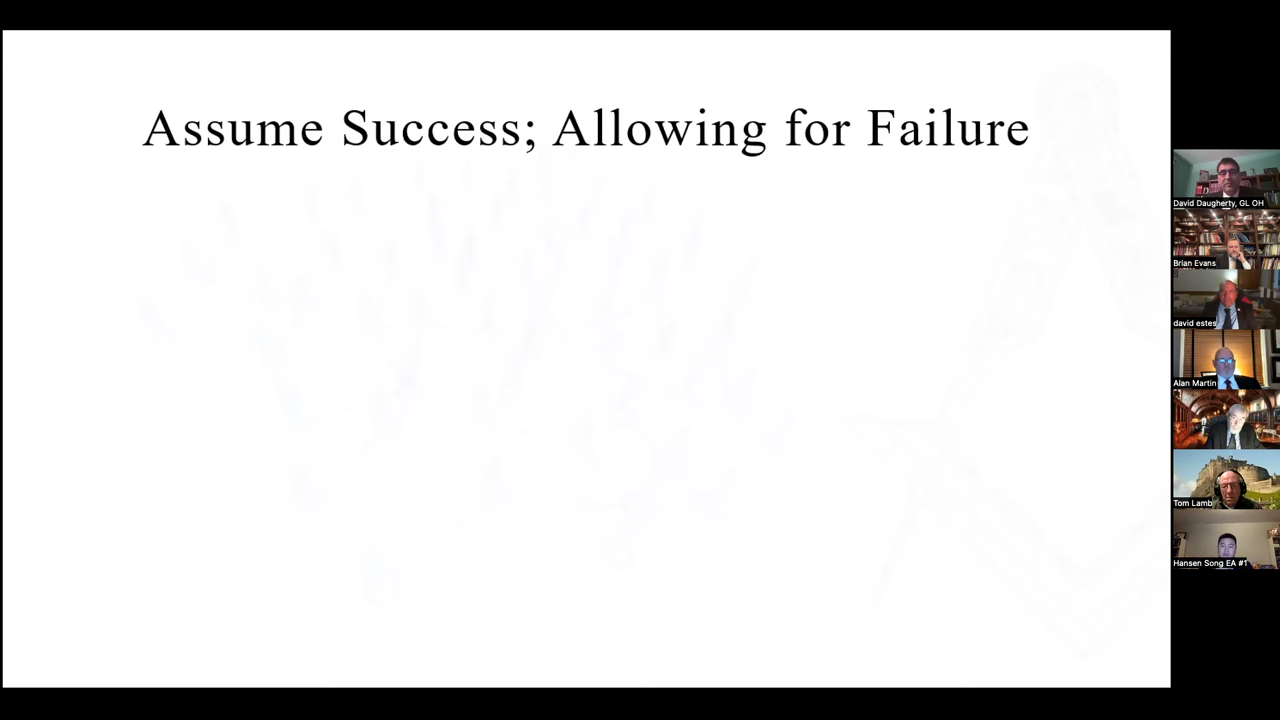 Assume Success; Allowing for Failure
David Daugherty, GL OH
Brian Evans
david estes
Alan Martin
Tom Lamb
Hansen Song EA #1